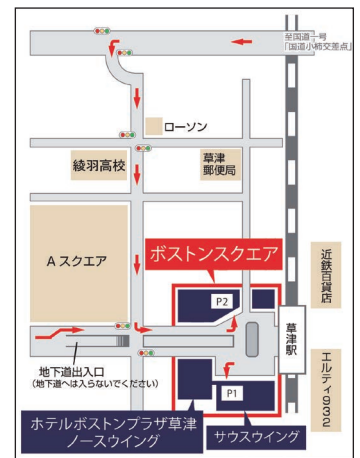 至国道一号
「国道小柿交差点」
ローソン
綾羽高校
草津
郵便局
ボストンスクエア
Aスクエア
近鉄百貨店
P2
草津駅
地下道出入口
(地下道へは入らないでください)
P1
エルティ932
ホテルボストンプラザ草津
ノースウイング
サウスウイング